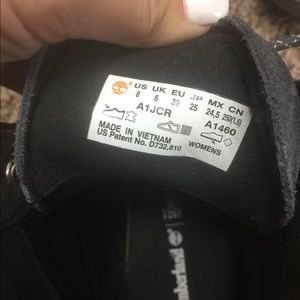 US UK EU JP MX CN
8 6 39 25 24,5 250(1.5)
A1JCR
A1460
MADE IN VIETNAM
US Patent No. D732,810
WOMENS
mberland